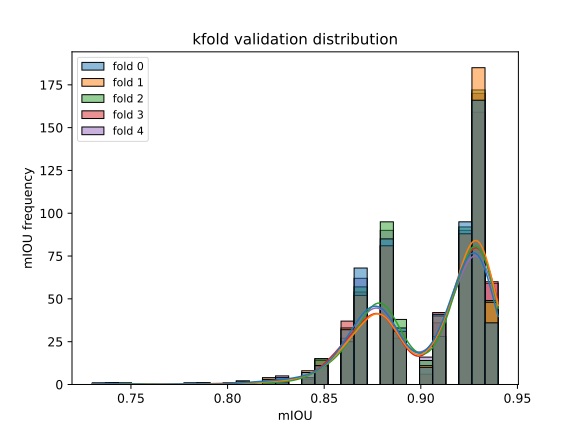 kfold validation distribution
fold 0
fold 1
fold 2
fold 3
fold 4
mIOU frequency
175
150
125
100
75
50
25
0
0.75 0.80 0.85 0.90 0.95
mIOU